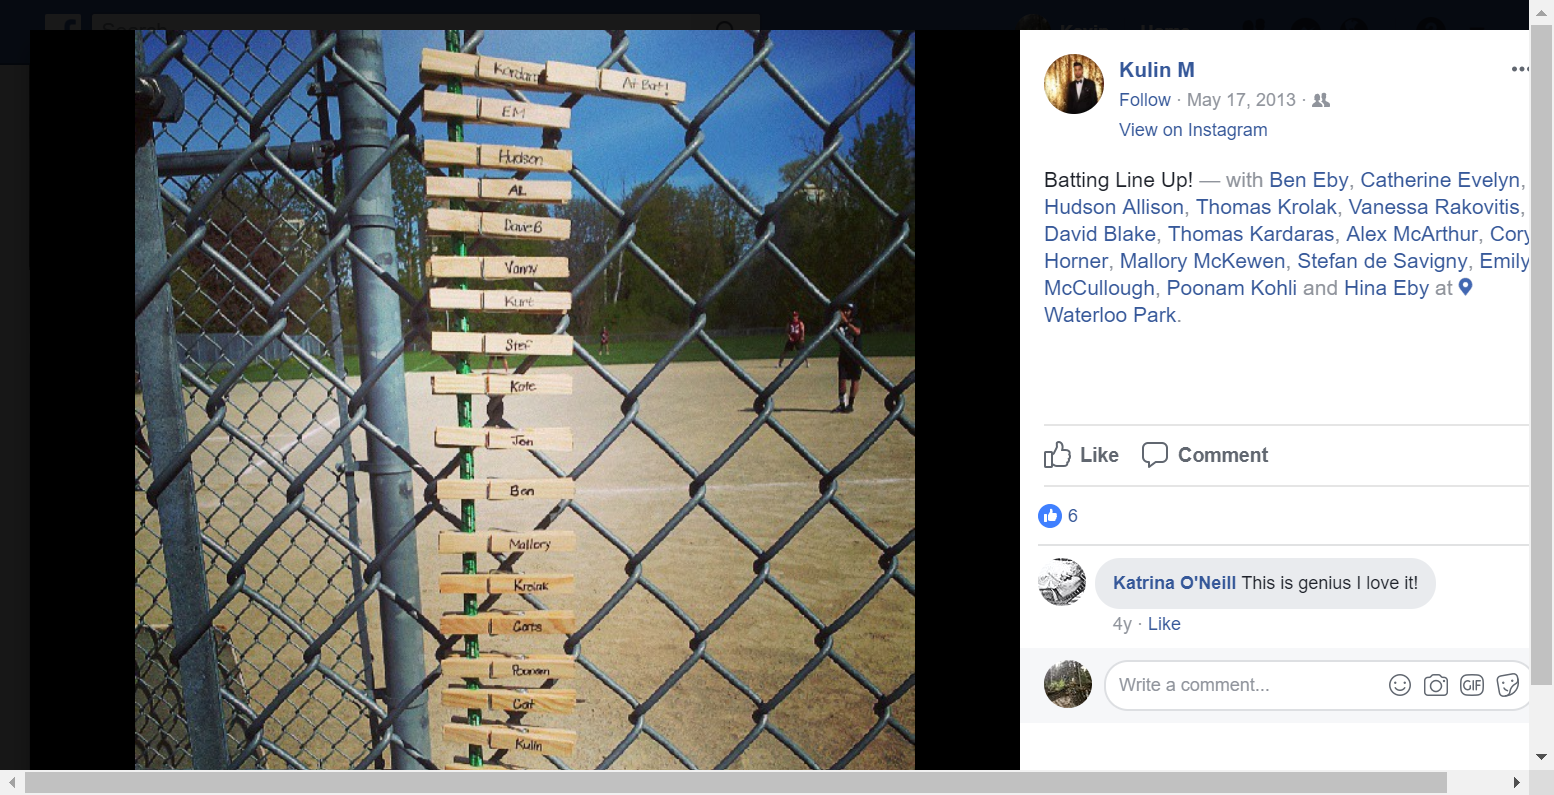 Search
Kardaras At Bat!
EM
Hudson
AL
Dave B
Vanny
Kurt
Stef
Kate
Jon
Ben
Mallory
Krolak
Poonam
Cat
Kulin
Kulin M
Follow · May 17, 2013 ·
View on Instagram
Batting Line Up! — with Ben Eby, Catherine Evelyn,
Hudson Allison, Thomas Krolak, Vanessa Rakovitis,
David Blake, Thomas Kardaras, Alex McArthur, Cory
Horner, Mallory McKewen, Stefan de Savigny, Emily
McCullough, Poonam Kohli and Hina Eby at
Waterloo Park.
Like Comment
6
Katrina O'Neill This is genius I love it!
4y · Like
Write a comment...
GIF